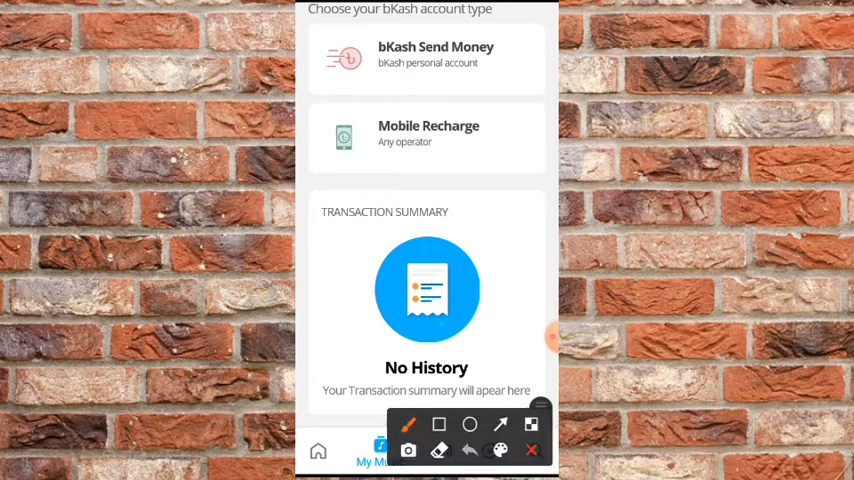 Choose your bKash account type
bKash Send Money
bKash personal account
Mobile Recharge
Any operator
TRANSACTION SUMMARY
No History
Your Transaction summary will apear here
My